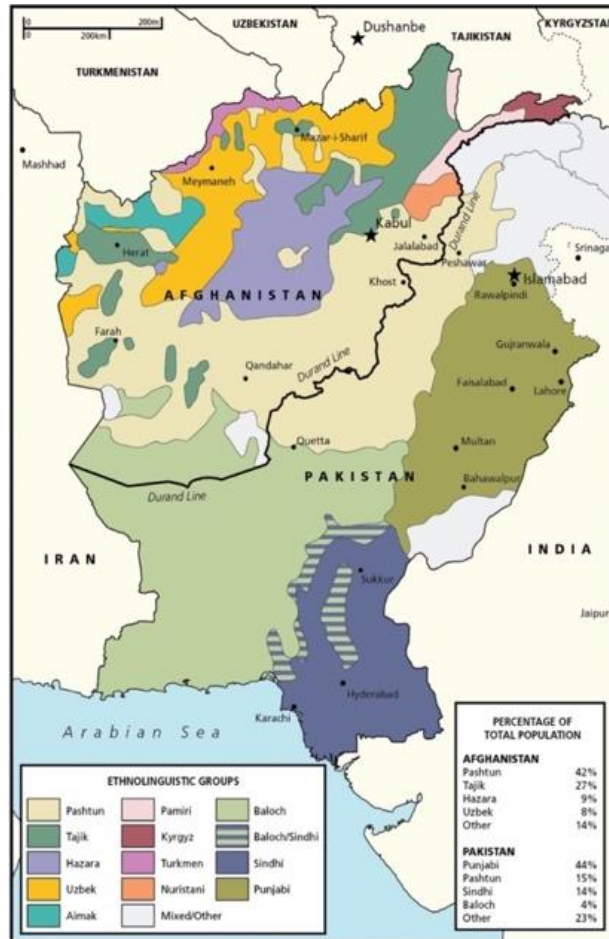 0 200m
0 200km
UZBEKISTAN
Dushanbe
TAJIKISTAN
KYRGYZSTAN
TURKMENISTAN
Mashhad
Mazar-i-Sharif
Meymaneh
Kabul
Jalalabad
Durand Line
Peshawar
Srinaga
Herat
Islamabad
Rawalpindi
AFGHANISTAN
Khost
Farah
Gujranwala
Durand Line
Qandahar
Faisalabad
Lahore
Quetta
Multan
PAKISTAN
Bahawalpur
Durand Line
IRAN
INDIA
Sukkur
Jaipur
Hyderabad
Karachi
Arabian Sea
ETHNOLINGUISTIC GROUPS
Pashtun Pamiri Baloch
Tajik Kyrgyz Baloch/Sindhi
Hazara Turkmen Sindhi
Uzbek Nuristani Punjabi
Aimak Mixed/Other
PERCENTAGE OF
TOTAL POPULATION
AFGHANISTAN
Pashtun 42%
Tajik 27%
Hazara 9%
Uzbek 8%
Other 14%
PAKISTAN
Punjabi 44%
Pashtun 15%
Sindhi 14%
Baloch 4%
Other 23%